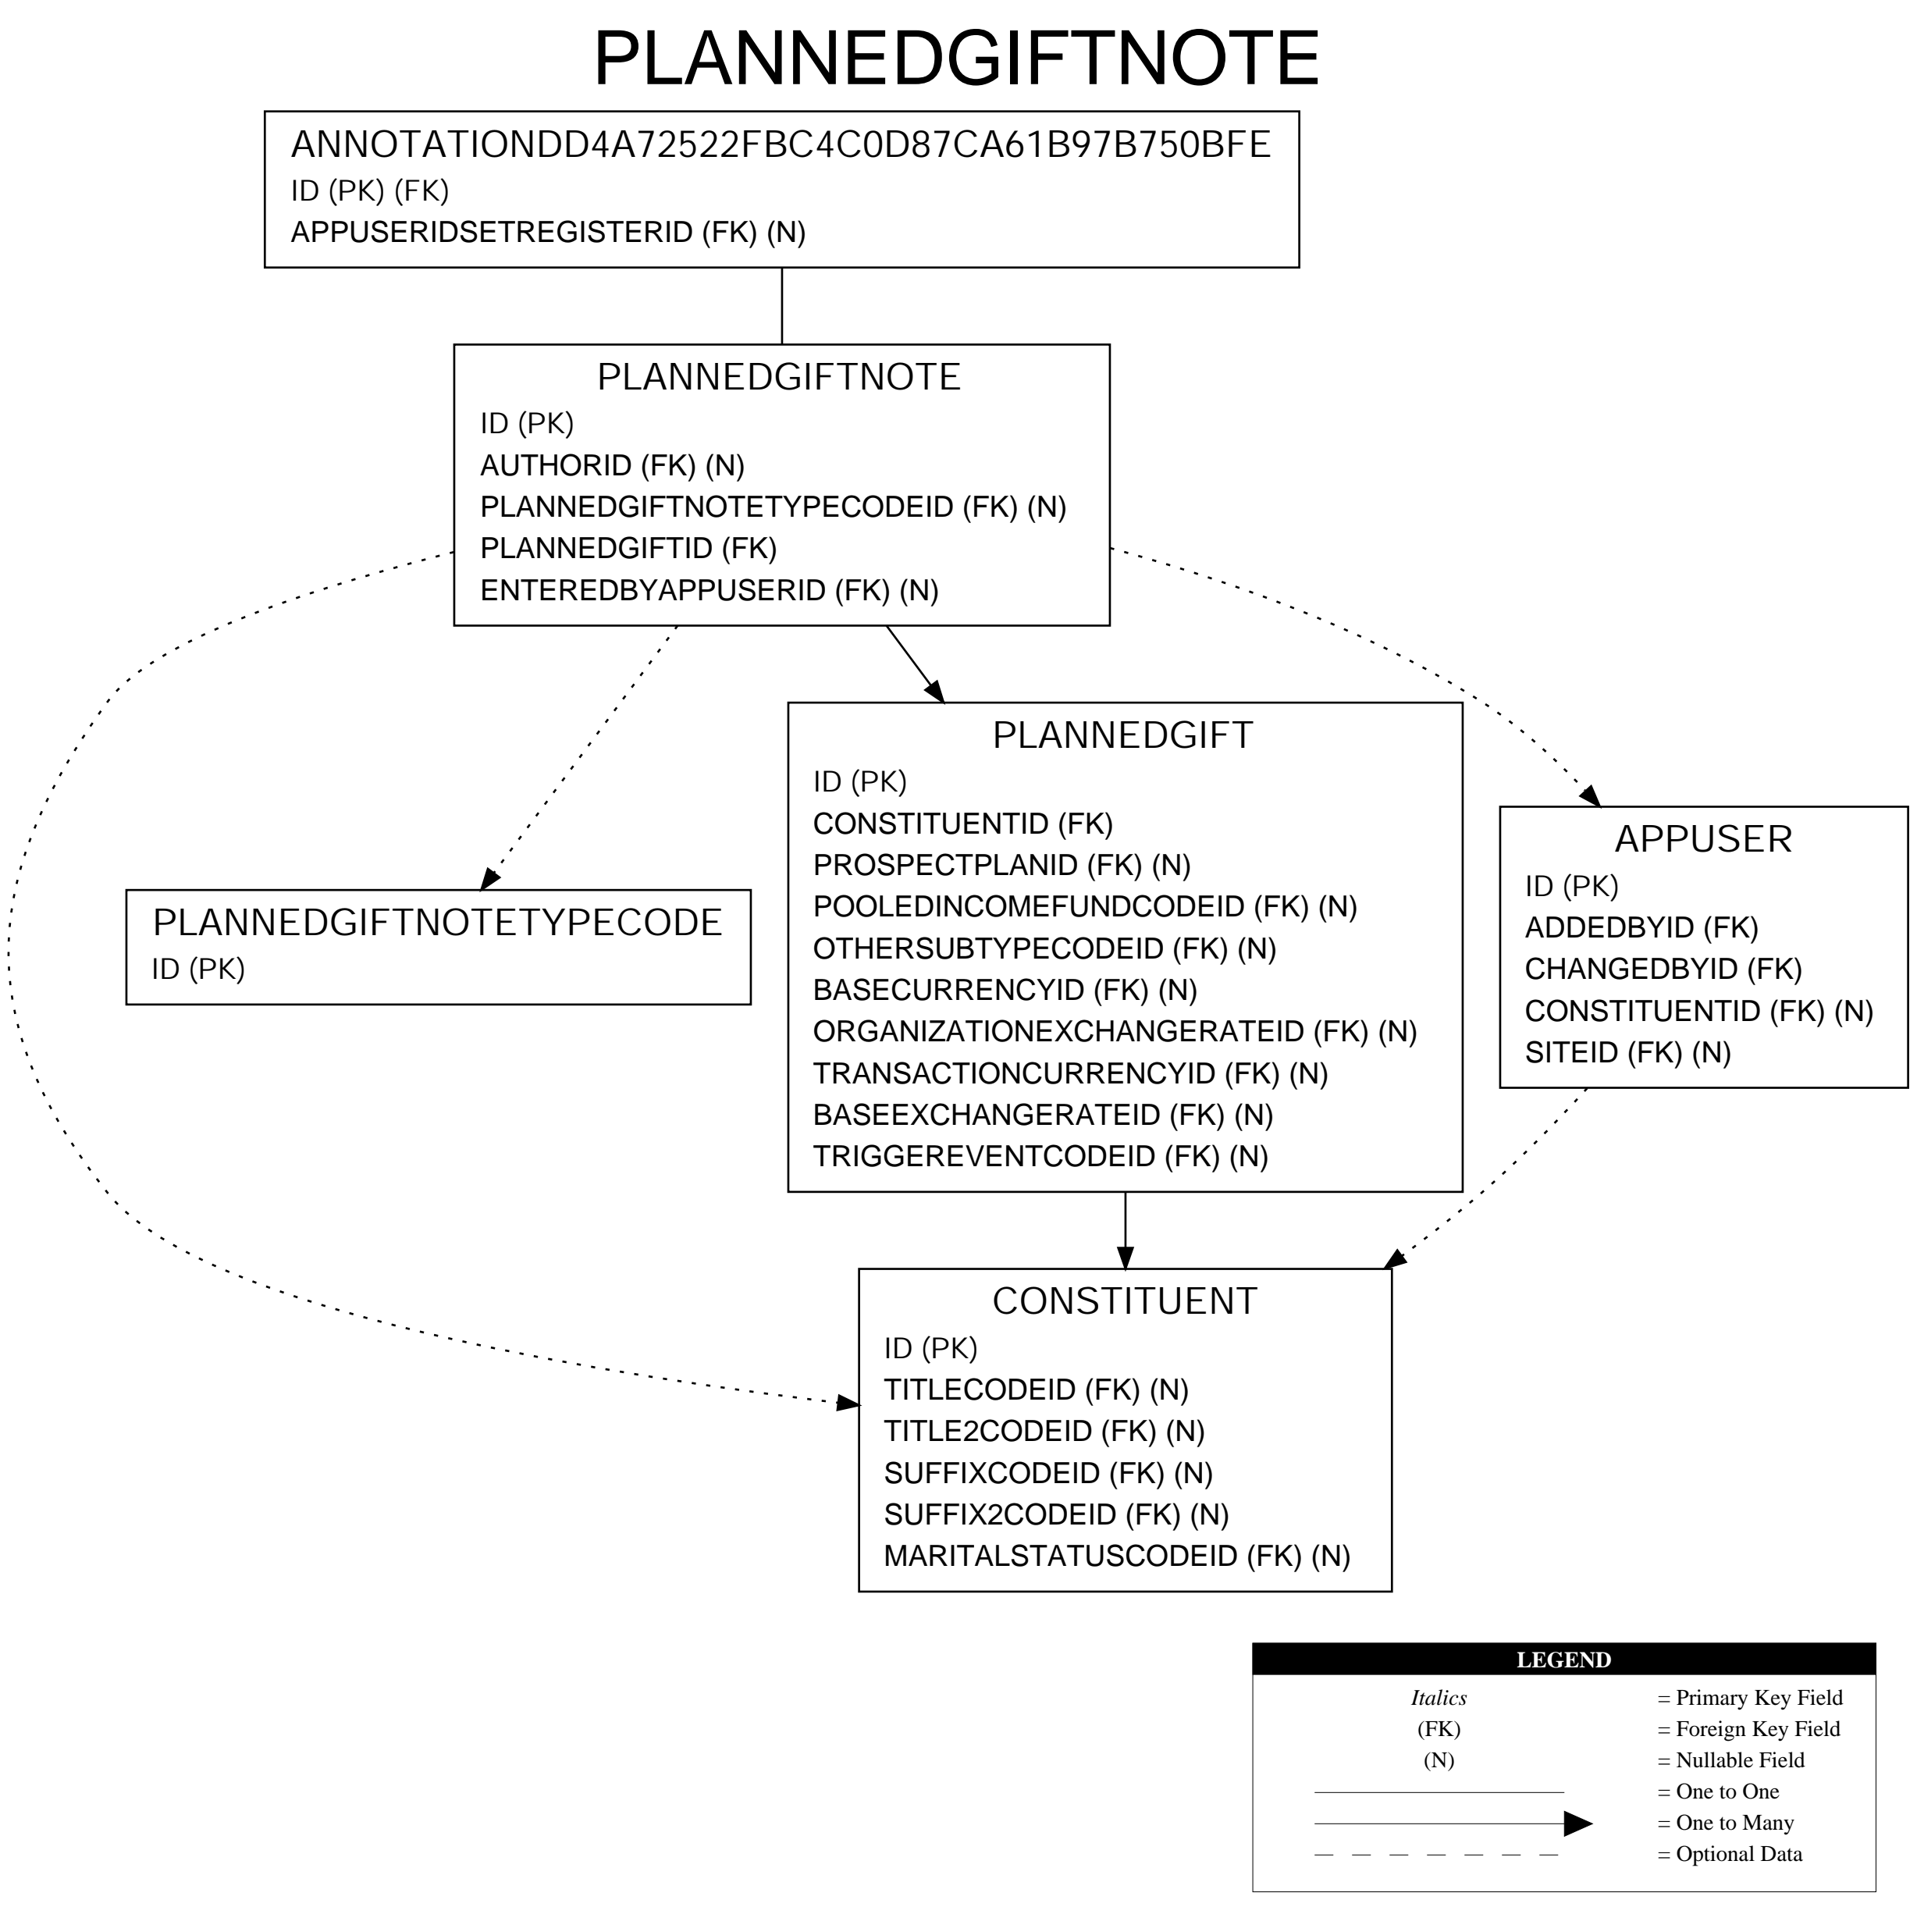 PLANNEDGIFTNOTE
ANNOTATIONDD4A72522FBC4C0D87CA61B97B750BFE
ID (PK) (FK)
APPUSERIDSETREGISTERID (FK) (N)
PLANNEDGIFTNOTE
ID (PK)
AUTHORID (FK) (N)
PLANNEDGIFTNOTETYPECODEID (FK) (N)
PLANNEDGIFTID (FK)
ENTEREDBYAPPUSERID (FK) (N)
PLANNEDGIFTNOTETYPECODE
ID (PK)
PLANNEDGIFT
ID (PK)
CONSTITUENTID (FK)
PROSPECTPLANID (FK) (N)
POOLEDINCOMEFUNDCODEID (FK) (N)
OTHERSUBTYPECODEID (FK) (N)
BASECURRENCYID (FK) (N)
ORGANIZATIONEXCHANGERATEID (FK) (N)
TRANSACTIONCURRENCYID (FK) (N)
BASEEXCHANGERATEID (FK) (N)
TRIGGEREVENTCODEID (FK) (N)
APPUSER
ID (PK)
ADDEDBYID (FK)
CHANGEDBYID (FK)
CONSTITUENTID (FK) (N)
SITEID (FK) (N)
CONSTITUENT
ID (PK)
TITLECODEID (FK) (N)
TITLE2CODEID (FK) (N)
SUFFIXCODEID (FK) (N)
SUFFIX2CODEID (FK) (N)
MARITALSTATUSCODEID (FK) (N)
LEGEND
Italics = Primary Key Field
(FK) = Foreign Key Field
(N) = Nullable Field
= One to One
= One to Many
= Optional Data